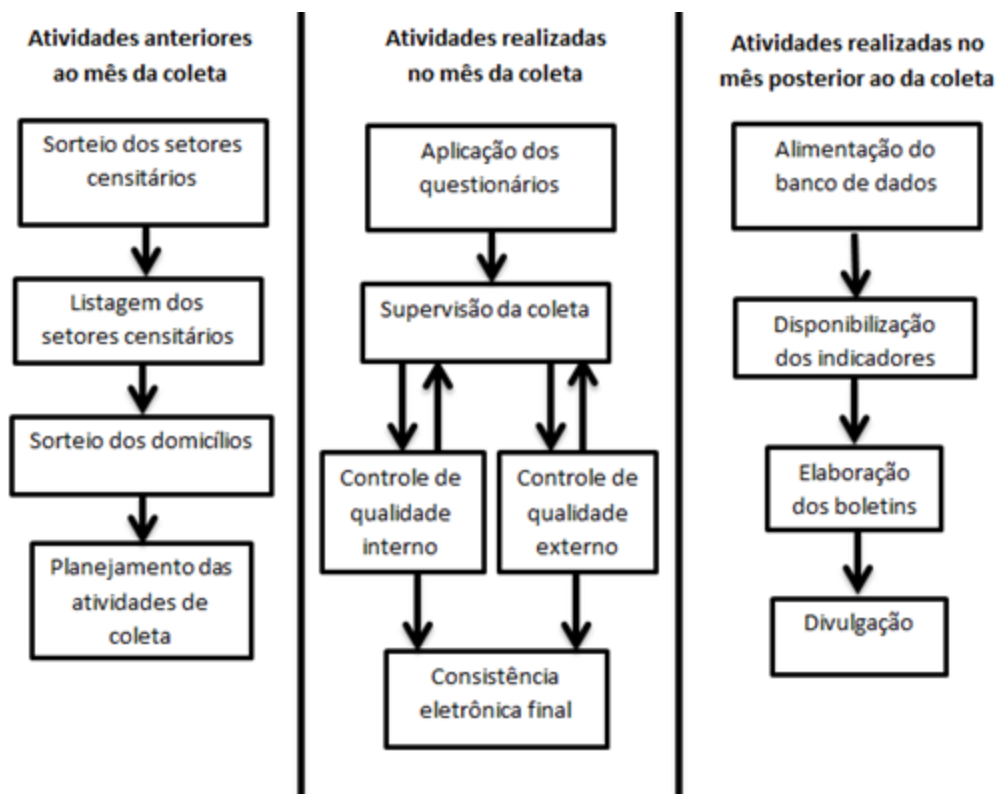 Atividades anteriores
ao mês da coleta
Sorteio dos setores
censitários
Listagem dos
setores censitários
Sorteio dos domicílios
Planejamento das
atividades de
coleta
Atividades realizadas
no mês da coleta
Aplicação dos
questionários
Supervisão da coleta
Controle de
qualidade
interno
Controle de
qualidade
externo
Consistência
eletrônica final
Atividades realizadas no
mês posterior ao da coleta
Alimentação do
banco de dados
Disponibilização
dos indicadores
Elaboração
dos boletins
Divulgação